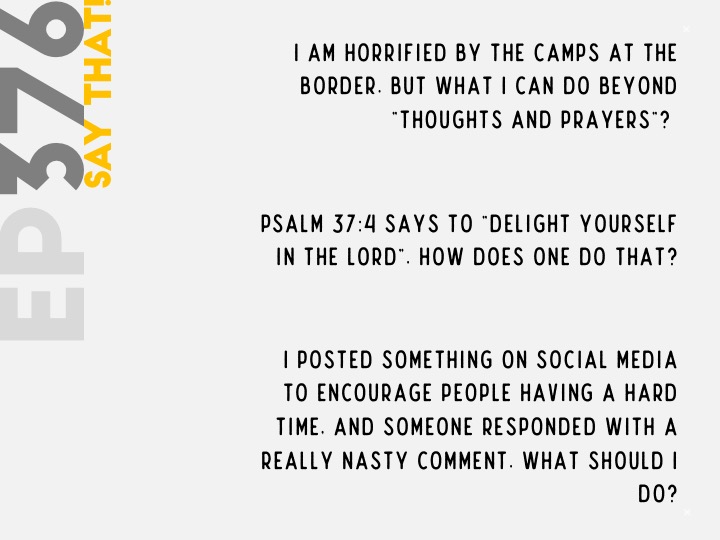 EP376
SAY THAT!
I AM HORRIFIED BY THE CAMPS AT THE
BORDER. BUT WHAT I CAN DO BEYOND
"THOUGHTS AND PRAYERS"?
PSALM 37:4 SAYS TO "DELIGHT YOURSELF
IN THE LORD". HOW DOES ONE DO THAT?
I POSTED SOMETHING ON SOCIAL MEDIA
TO ENCOURAGE PEOPLE HAVING A HARD
TIME. AND SOMEONE RESPONDED WITH A
REALLY NASTY COMMENT. WHAT SHOULD I
DO?